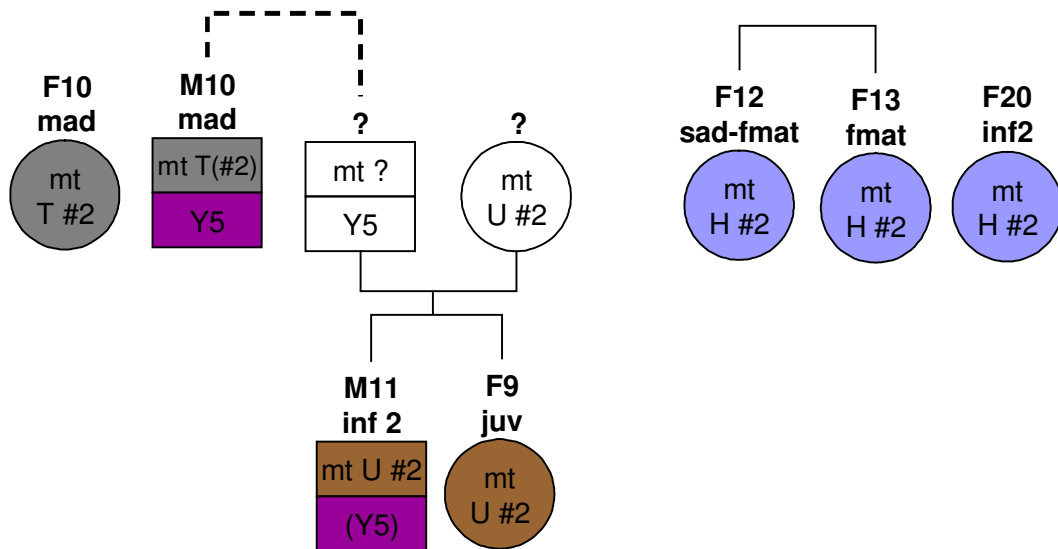 F10
mad
mt
T #2
M10
mad
mt T(#2)
Y5
?
mt ?
Y5
?
mt
U #2
F12
sad-fmat
mt
H #2
F13
fmat
mt
H #2
F20
inf2
mt
H #2
M11
inf 2
mt U #2
(Y5)
F9
juv
mt
U #2